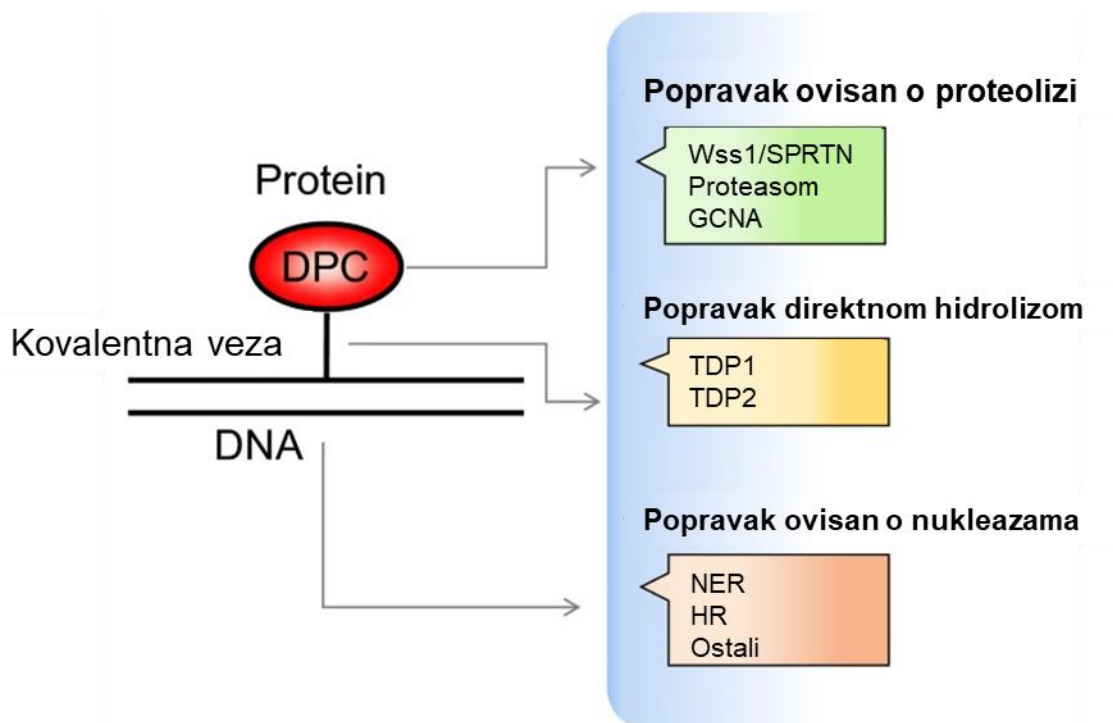 Protein
DPC
Kovalentna veza
DNA
Popravak ovisan o proteolizi
Wss1/SPRTN
Proteasom
GCNA
Popravak direktnom hidrolizom
TDP1
TDP2
Popravak ovisan o nukleazama
NER
HR
Ostali